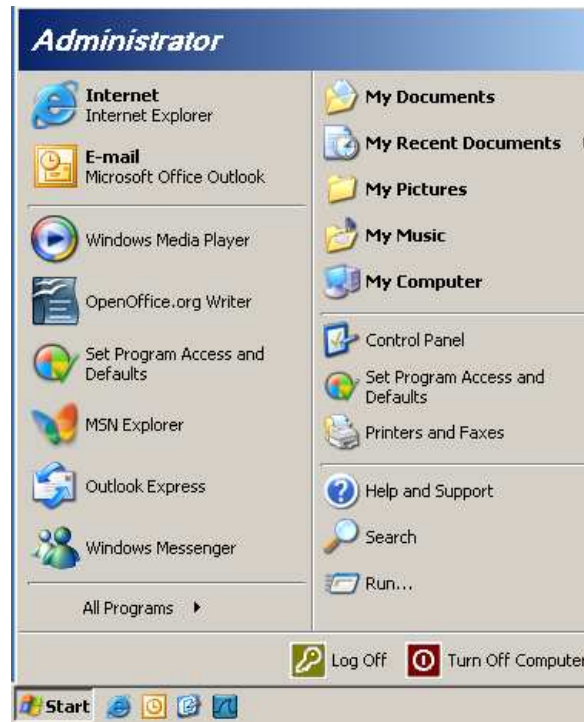 Administrator
Internet
Internet Explorer
E-mail
Microsoft Office Outlook
Windows Media Player
OpenOffice.org Writer
Set Program Access and
Defaults
MSN Explorer
Outlook Express
Windows Messenger
All Programs
My Documents
My Recent Documents
My Pictures
My Music
My Computer
Control Panel
Set Program Access and
Defaults
Printers and Faxes
Help and Support
Search
Run...
Log Off
Turn Off Computer
Start